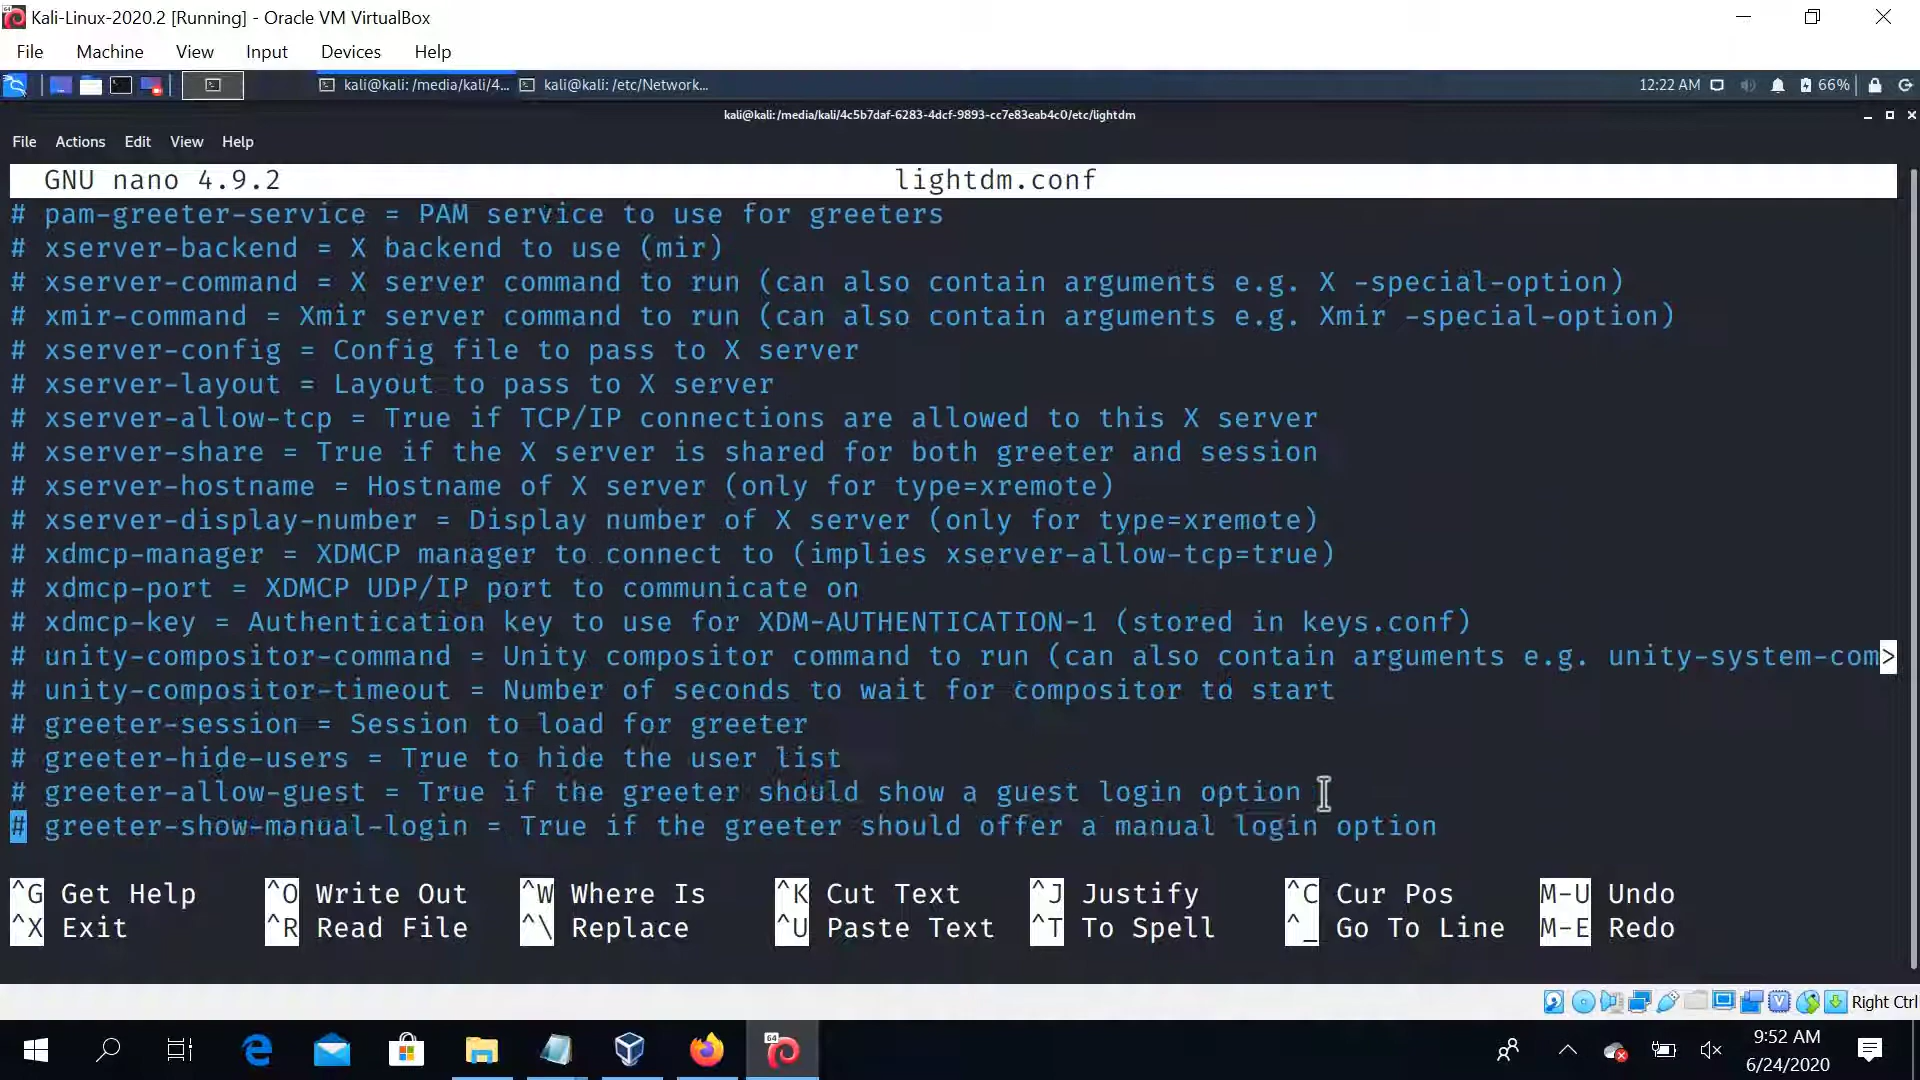 Kali-Linux-2020.2 [Running] - Oracle VM VirtualBox
File Machine View Input Devices Help
kali@kali: /media/kali/4... kali@kali: /etc/Network... 12:22 AM 66%
kali@kali:/media/kali/4c5b7daf-6283-4dcf-9893-cc7e83eab4c0/etc/lightdm
File Actions Edit View Help
GNU nano 4.9.2 lightdm.conf
# pam-greeter-service = PAM service to use for greeters
# xserver-backend = X backend to use (mir)
# xserver-command = X server command to run (can also contain arguments e.g. X -special-option)
# xmir-command = Xmir server command to run (can also contain arguments e.g. Xmir -special-option)
# xserver-config = Config file to pass to X server
# xserver-layout = Layout to pass to X server
# xserver-allow-tcp = True if TCP/IP connections are allowed to this X server
# xserver-share = True if the X server is shared for both greeter and session
# xserver-hostname = Hostname of X server (only for type=xremote)
# xserver-display-number = Display number of X server (only for type=xremote)
# xdmcp-manager = XDMCP manager to connect to (implies xserver-allow-tcp=true)
# xdmcp-port = XDMCP UDP/IP port to communicate on
# xdmcp-key = Authentication key to use for XDM-AUTHENTICATION-1 (stored in keys.conf)
# unity-compositor-command = Unity compositor command to run (can also contain arguments e.g. unity-system-com>
# unity-compositor-timeout = Number of seconds to wait for compositor to start
# greeter-session = Session to load for greeter
# greeter-hide-users = True to hide the user list
# greeter-allow-guest = True if the greeter should show a guest login option
# greeter-show-manual-login = True if the greeter should offer a manual login option
^G Get Help ^O Write Out ^W Where Is ^K Cut Text ^J Justify ^C Cur Pos M-U Undo
^X Exit ^R Read File ^\ Replace ^U Paste Text ^T To Spell ^_ Go To Line M-E Redo
Right Ctrl
64
9:52 AM
6/24/2020